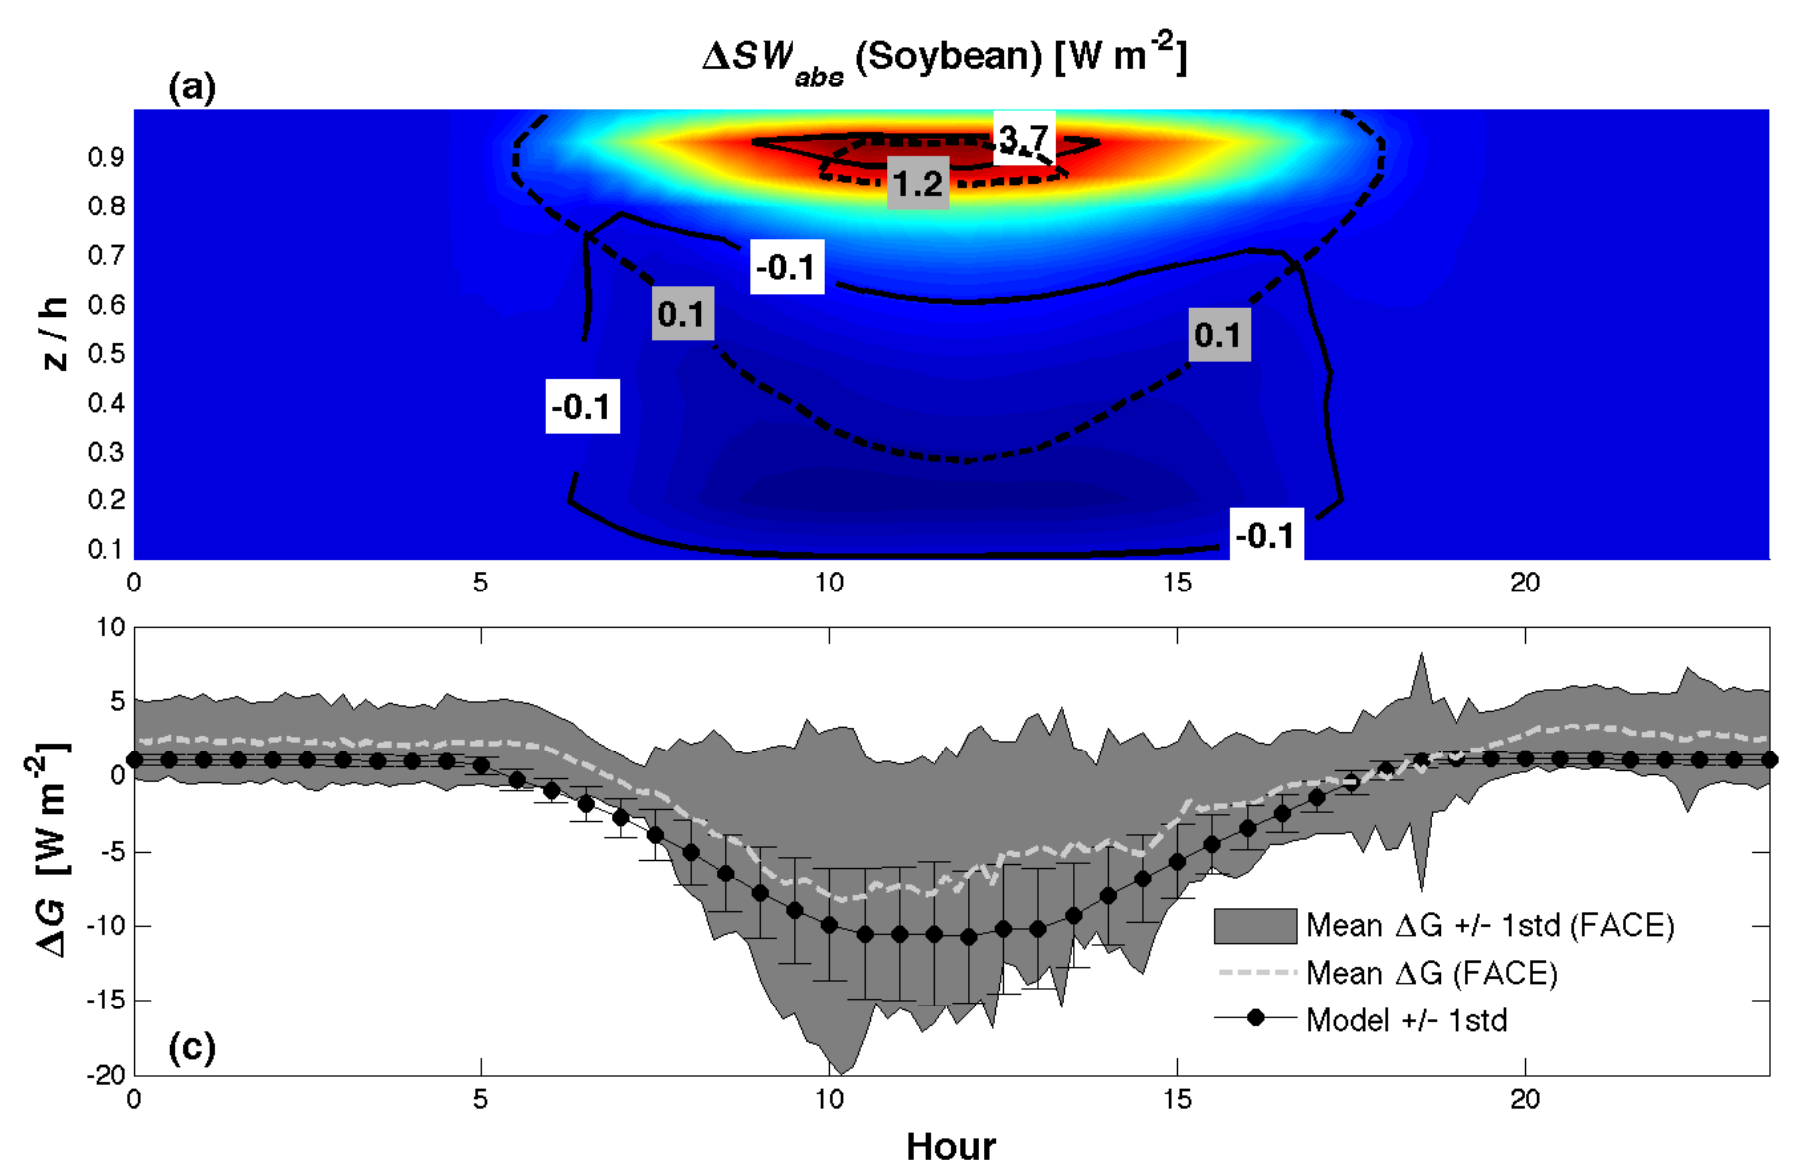 ΔSW_abs (Soybean) [W m^-2]
(a)
3.7
0.9
1.2
0.8
0.7
-0.1
0.6
0.1
0.1
z / h
0.5
0.4
-0.1
0.3
0.2
-0.1
0.1
0 5 10 15 20
10
5
0
-5
-10
-15
-20
ΔG [W m^-2]
Mean ΔG +/- 1std (FACE)
Mean ΔG (FACE)
Model +/- 1std
(c)
0 5 10 15 20
Hour